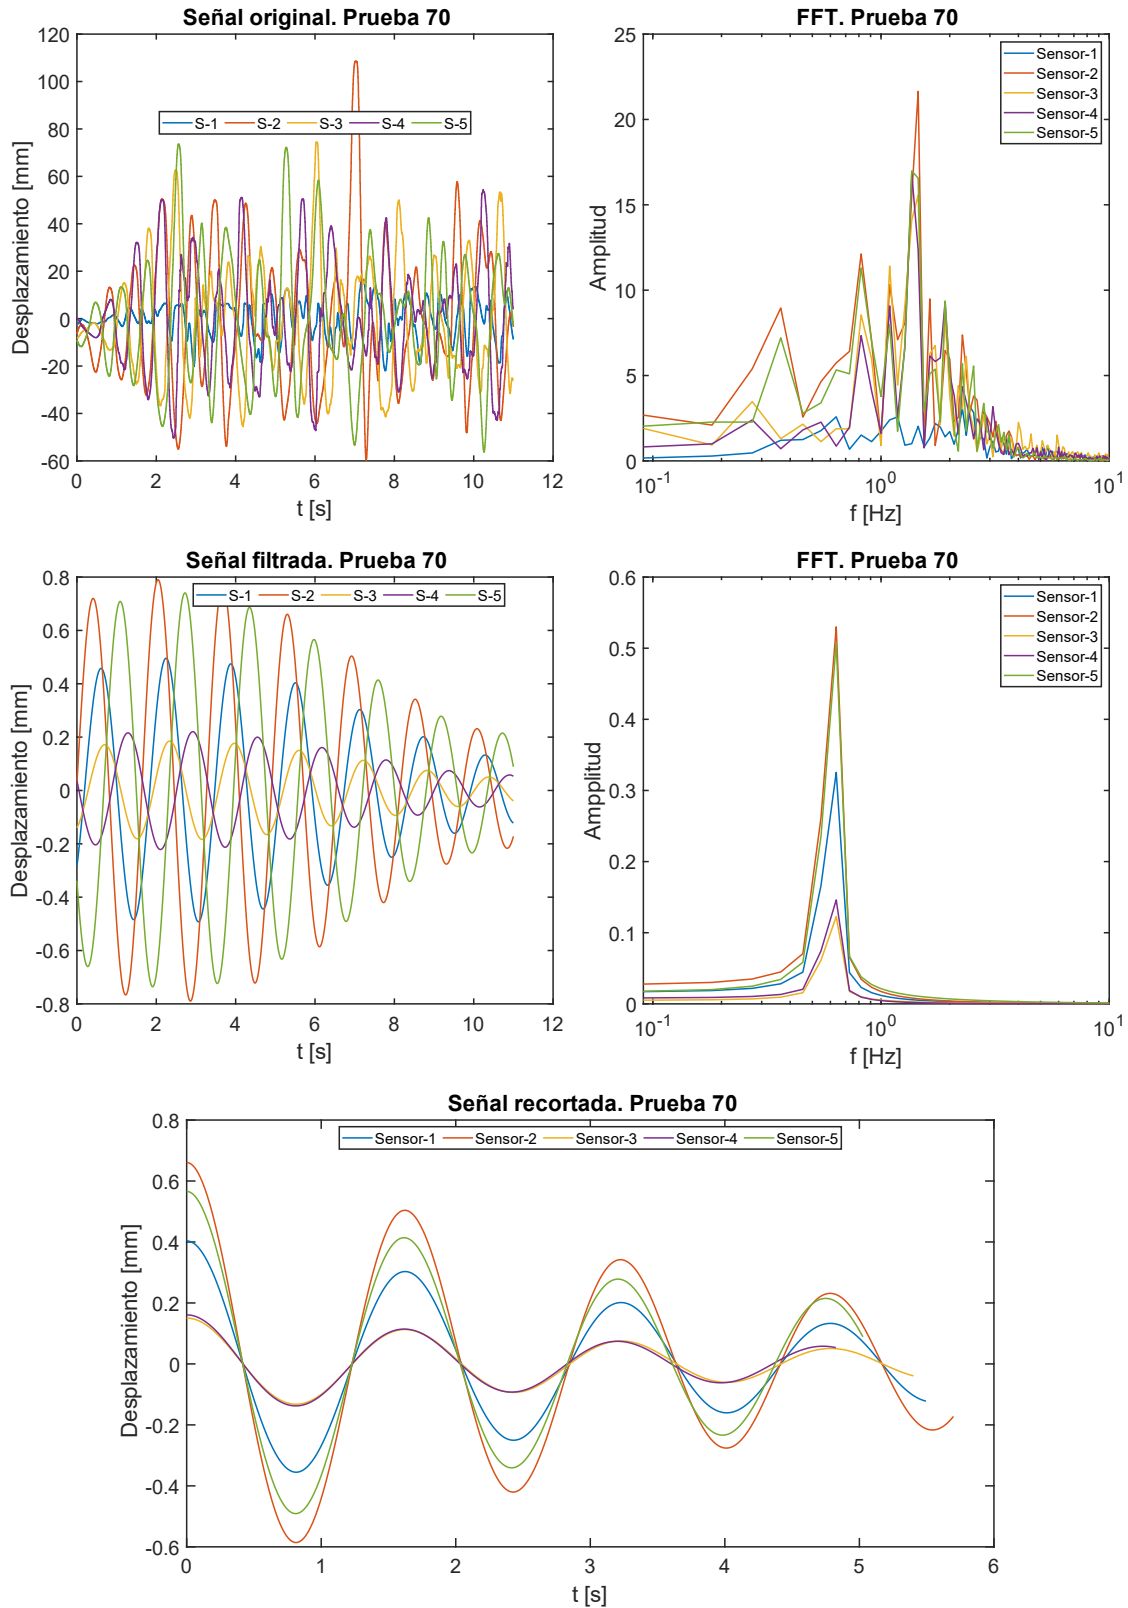 Señal original. Prueba 70
120
100
80
60
40
20
0
-20
-40
-60
Desplazamiento [mm]
S-1 S-2 S-3 S-4 S-5
0 2 4 6 8 10 12
t [s]
FFT. Prueba 70
25
20
15
10
5
0
Amplitud
Sensor-1
Sensor-2
Sensor-3
Sensor-4
Sensor-5
10-1 100 101
f [Hz]
Señal filtrada. Prueba 70
0.8
0.6
0.4
0.2
0
-0.2
-0.4
-0.6
-0.8
Desplazamiento [mm]
S-1 S-2 S-3 S-4 S-5
0 2 4 6 8 10 12
t [s]
FFT. Prueba 70
0.6
0.5
0.4
0.3
0.2
0.1
0
Ampplitud
Sensor-1
Sensor-2
Sensor-3
Sensor-4
Sensor-5
10-1 100 101
f [Hz]
Señal recortada. Prueba 70
0.8
0.6
0.4
0.2
0
-0.2
-0.4
-0.6
Desplazamiento [mm]
Sensor-1 Sensor-2 Sensor-3 Sensor-4 Sensor-5
0 1 2 3 4 5 6
t [s]